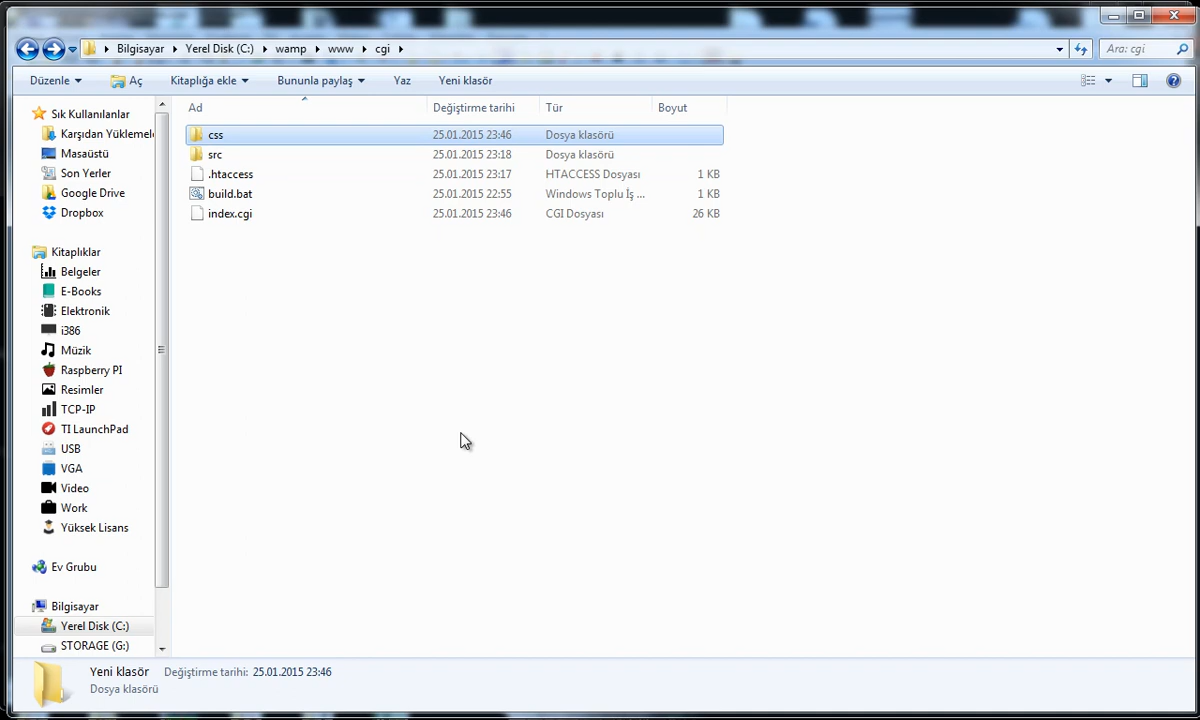 Bilgisayar Yerel Disk (C:) wamp www cgi Ara: cgi
Düzenle Aç Kitaplığa ekle Bununla paylaş Yaz Yeni klasör
Sık Kullanılanlar
Karşıdan Yüklemele
Masaüstü
Son Yerler
Google Drive
Dropbox
Kitaplıklar
Belgeler
E-Books
Elektronik
i386
Müzik
Raspberry PI
Resimler
TCP-IP
TI LaunchPad
USB
VGA
Video
Work
Yüksek Lisans
Ev Grubu
Bilgisayar
Yerel Disk (C:)
STORAGE (G:)
Ad Değiştirme tarihi Tür Boyut
css 25.01.2015 23:46 Dosya klasörü
src 25.01.2015 23:18 Dosya klasörü
.htaccess 25.01.2015 23:17 HTACCESS Dosyası 1 KB
build.bat 25.01.2015 22:55 Windows Toplu İş ... 1 KB
index.cgi 25.01.2015 23:46 CGI Dosyası 26 KB
Yeni klasör Değiştirme tarihi: 25.01.2015 23:46
Dosya klasörü